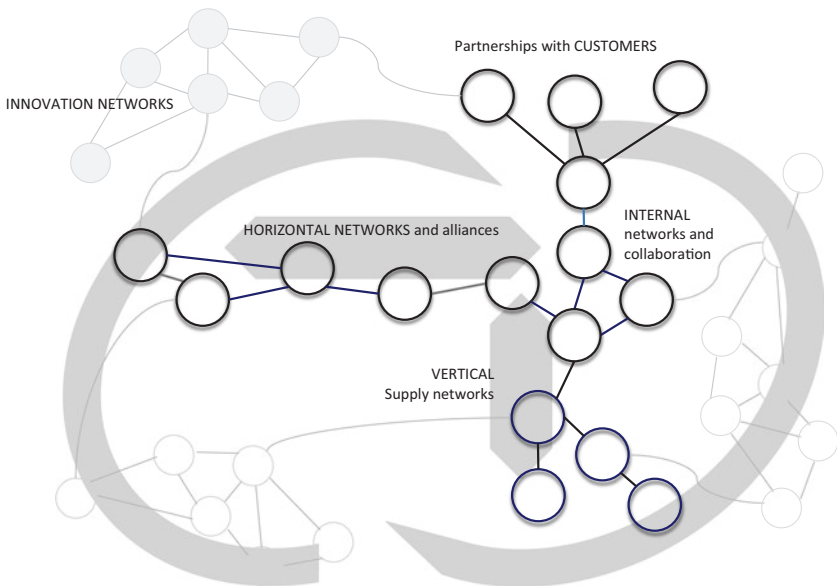 Partnerships with CUSTOMERS
INNOVATION NETWORKS
HORIZONTAL NETWORKS and alliances
INTERNAL
networks and
collaboration
VERTICAL
Supply networks